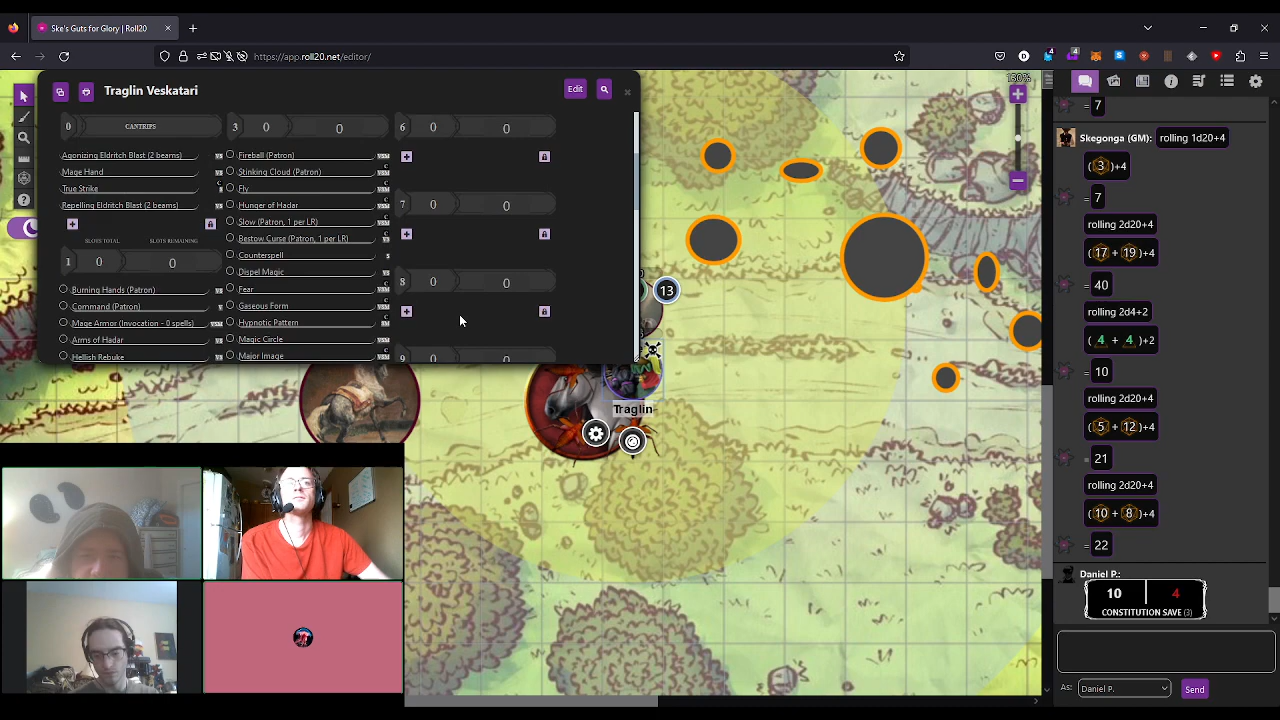 Ske's Guts for Glory | Roll20
https://app.roll20.net/editor/
Traglin Veskatari
Edit
0 CANTRIPS
Agonizing Eldritch Blast (2 beams)
Mage Hand
True Strike
Repelling Eldritch Blast (2 beams)
SLOTS TOTAL SLOTS REMAINING
1 0 0
Burning Hands (Patron)
Command (Patron)
Mage Armor (Invocation - 0 spells)
Arms of Hadar
Hellish Rebuke
3 0 0
Fireball (Patron)
Stinking Cloud (Patron)
Fly
Hunger of Hadar
Slow (Patron, 1 per LR)
Bestow Curse (Patron, 1 per LR)
Counterspell
Dispel Magic
Fear
Gaseous Form
Hypnotic Pattern
Magic Circle
Major Image
6 0 0
7 0 0
8 0 0
9 0 0
130%
13
Traglin
= 7
Skegonga (GM): rolling 1d20+4
(3)+4
= 7
rolling 2d20+4
(17 + 19)+4
= 40
rolling 2d4+2
(4 + 4)+2
= 10
rolling 2d20+4
(5 + 12)+4
= 21
rolling 2d20+4
(10 + 8)+4
= 22
Daniel P.:
10 4
CONSTITUTION SAVE (3)
As: Daniel P.
Send